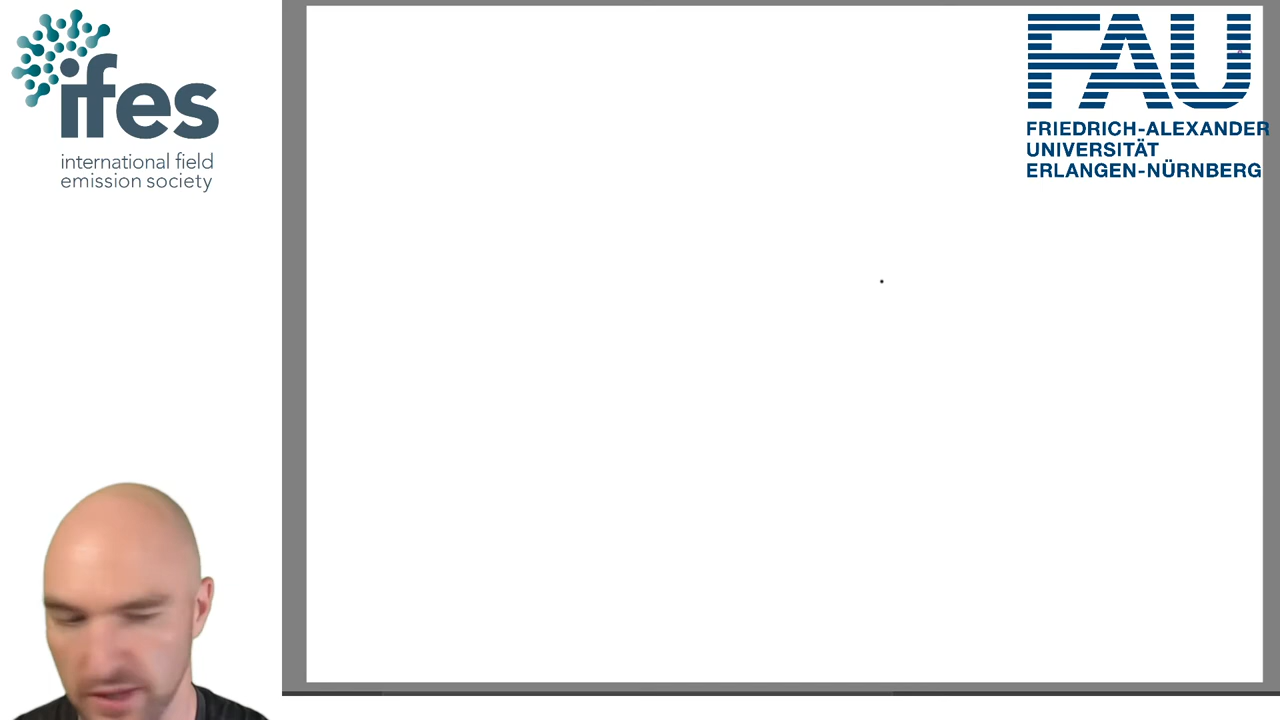 ifes
international field
emission society
FAU
FRIEDRICH-ALEXANDER
UNIVERSITÄT
ERLANGEN-NÜRNBERG